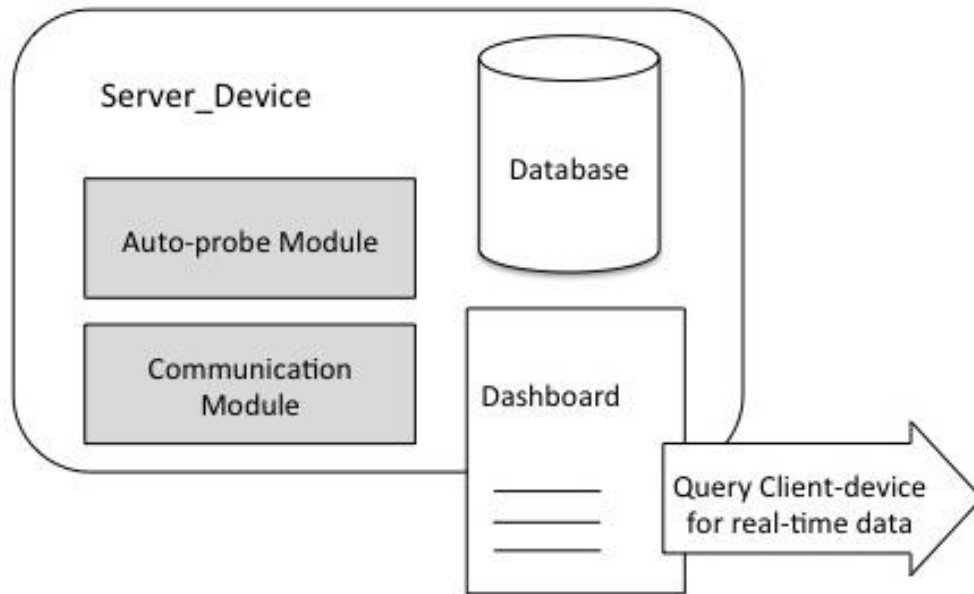 Server_Device
Database
Auto-probe Module
Communication
Module
Dashboard
Query Client-device
for real-time data